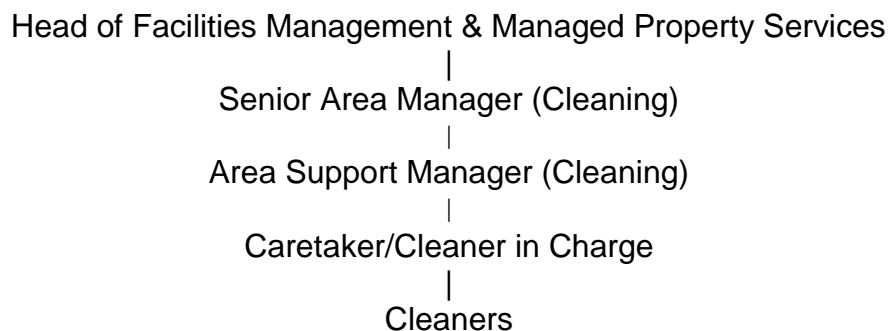 Head of Facilities Management & Managed Property Services
Senior Area Manager (Cleaning)
Area Support Manager (Cleaning)
Caretaker/Cleaner in Charge
Cleaners